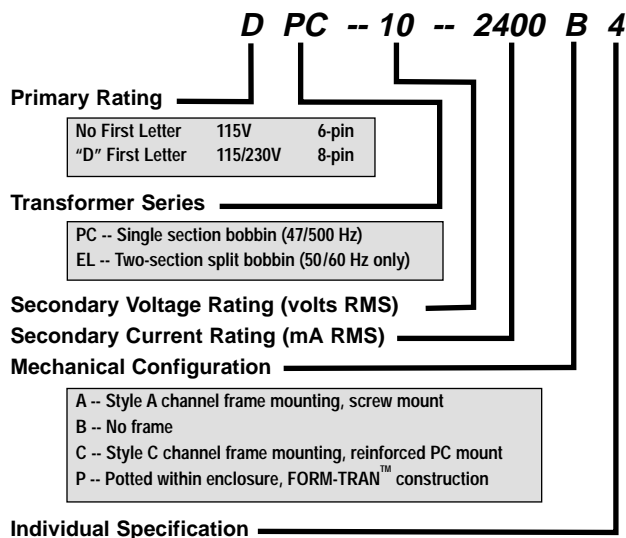 D PC -- 10 -- 2400 B 4
Primary Rating
No First Letter 115V 6-pin
“D” First Letter 115/230V 8-pin
Transformer Series
PC -- Single section bobbin (47/500 Hz)
EL -- Two-section split bobbin (50/60 Hz only)
Secondary Voltage Rating (volts RMS)
Secondary Current Rating (mA RMS)
Mechanical Configuration
A -- Style A channel frame mounting, screw mount
B -- No frame
C -- Style C channel frame mounting, reinforced PC mount
P -- Potted within enclosure, FORM-TRAN™ construction
Individual Specification